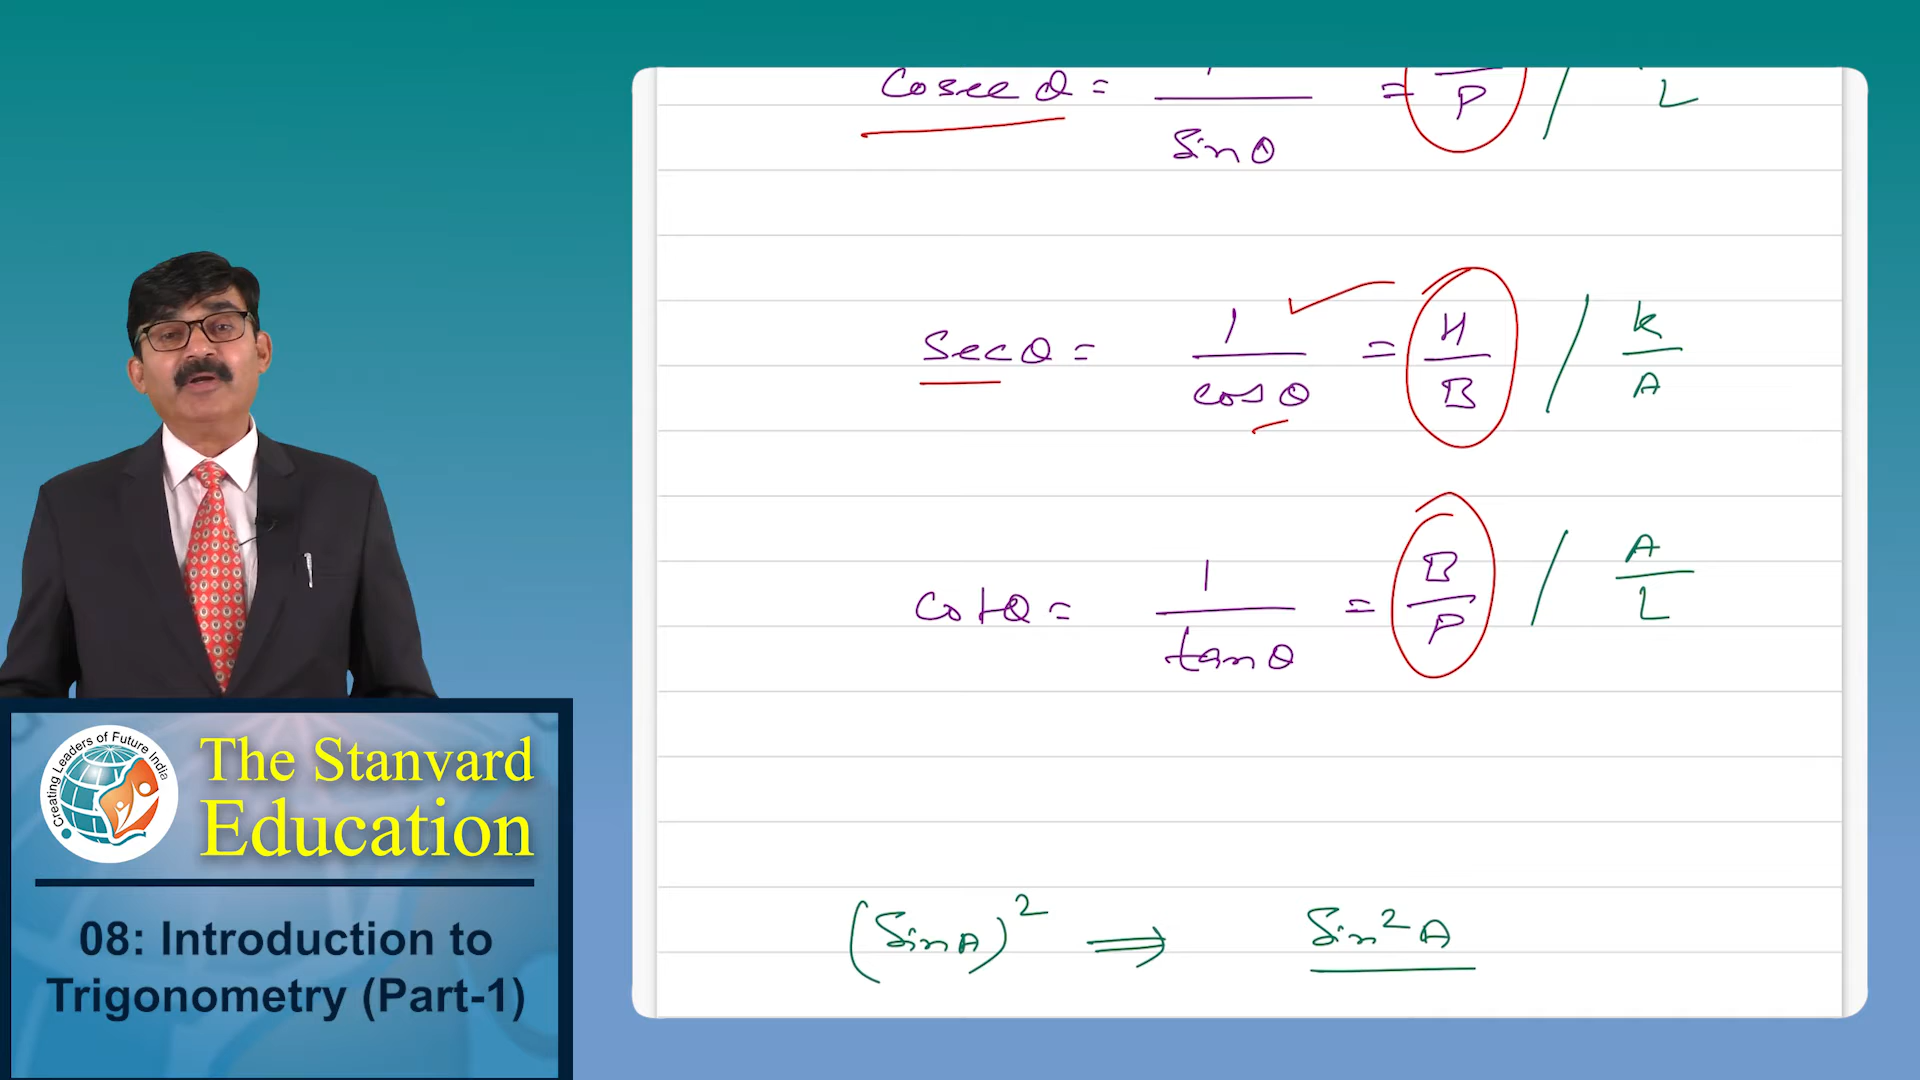 Cosec θ = 1/sin θ = /P / /L
Sec θ = 1/cos θ = H/B / K/A
Cot θ = 1/tan θ = B/P / A/L
(Sin A)² ⟹ Sin² A
Creating Leaders of Future India
The Stanvard
Education
08: Introduction to
Trigonometry (Part-1)